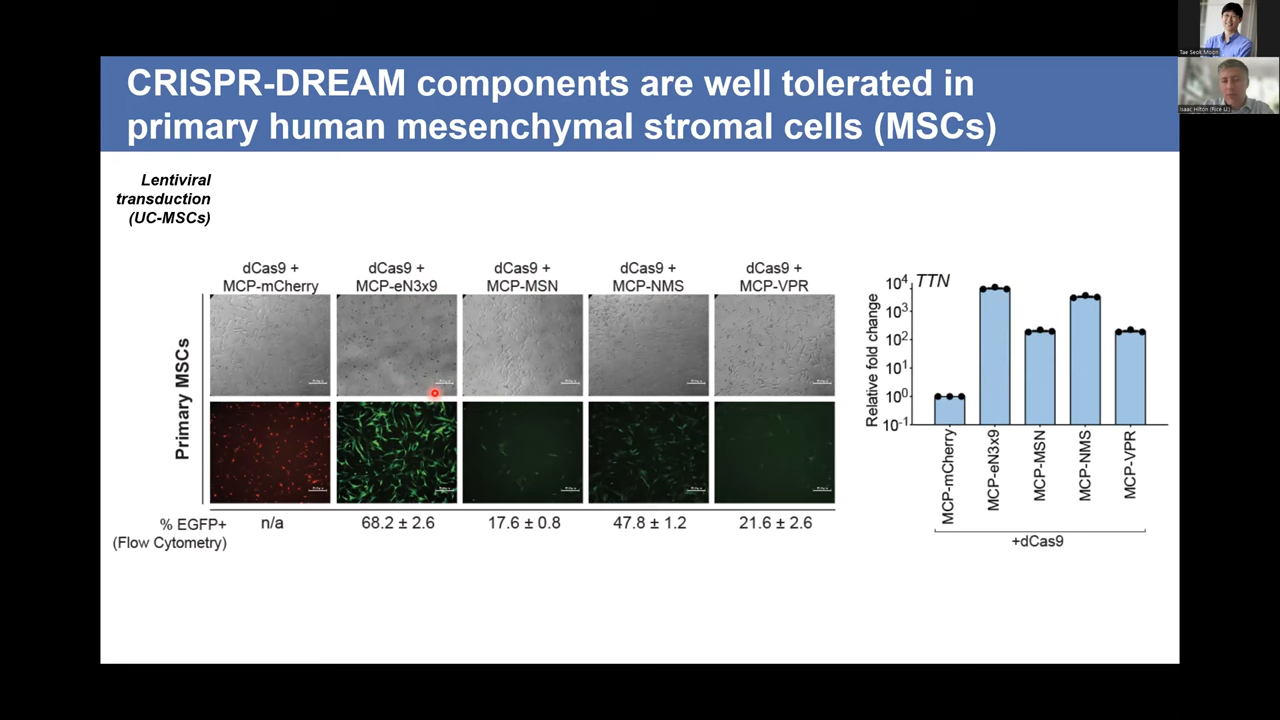 Tae Seok Moon
Isaac Hilton (Rice U)
CRISPR-DREAM components are well tolerated in
primary human mesenchymal stromal cells (MSCs)
Lentiviral
transduction
(UC-MSCs)
dCas9 +
MCP-mCherry
dCas9 +
MCP-eN3x9
dCas9 +
MCP-MSN
dCas9 +
MCP-NMS
dCas9 +
MCP-VPR
Primary MSCs
% EGFP+
(Flow Cytometry)
n/a
68.2 ± 2.6
17.6 ± 0.8
47.8 ± 1.2
21.6 ± 2.6
TTN
Relative fold change
10⁴
10³
10²
10¹
10⁰
10⁻¹
MCP-mCherry
MCP-eN3x9
MCP-MSN
MCP-NMS
MCP-VPR
+dCas9